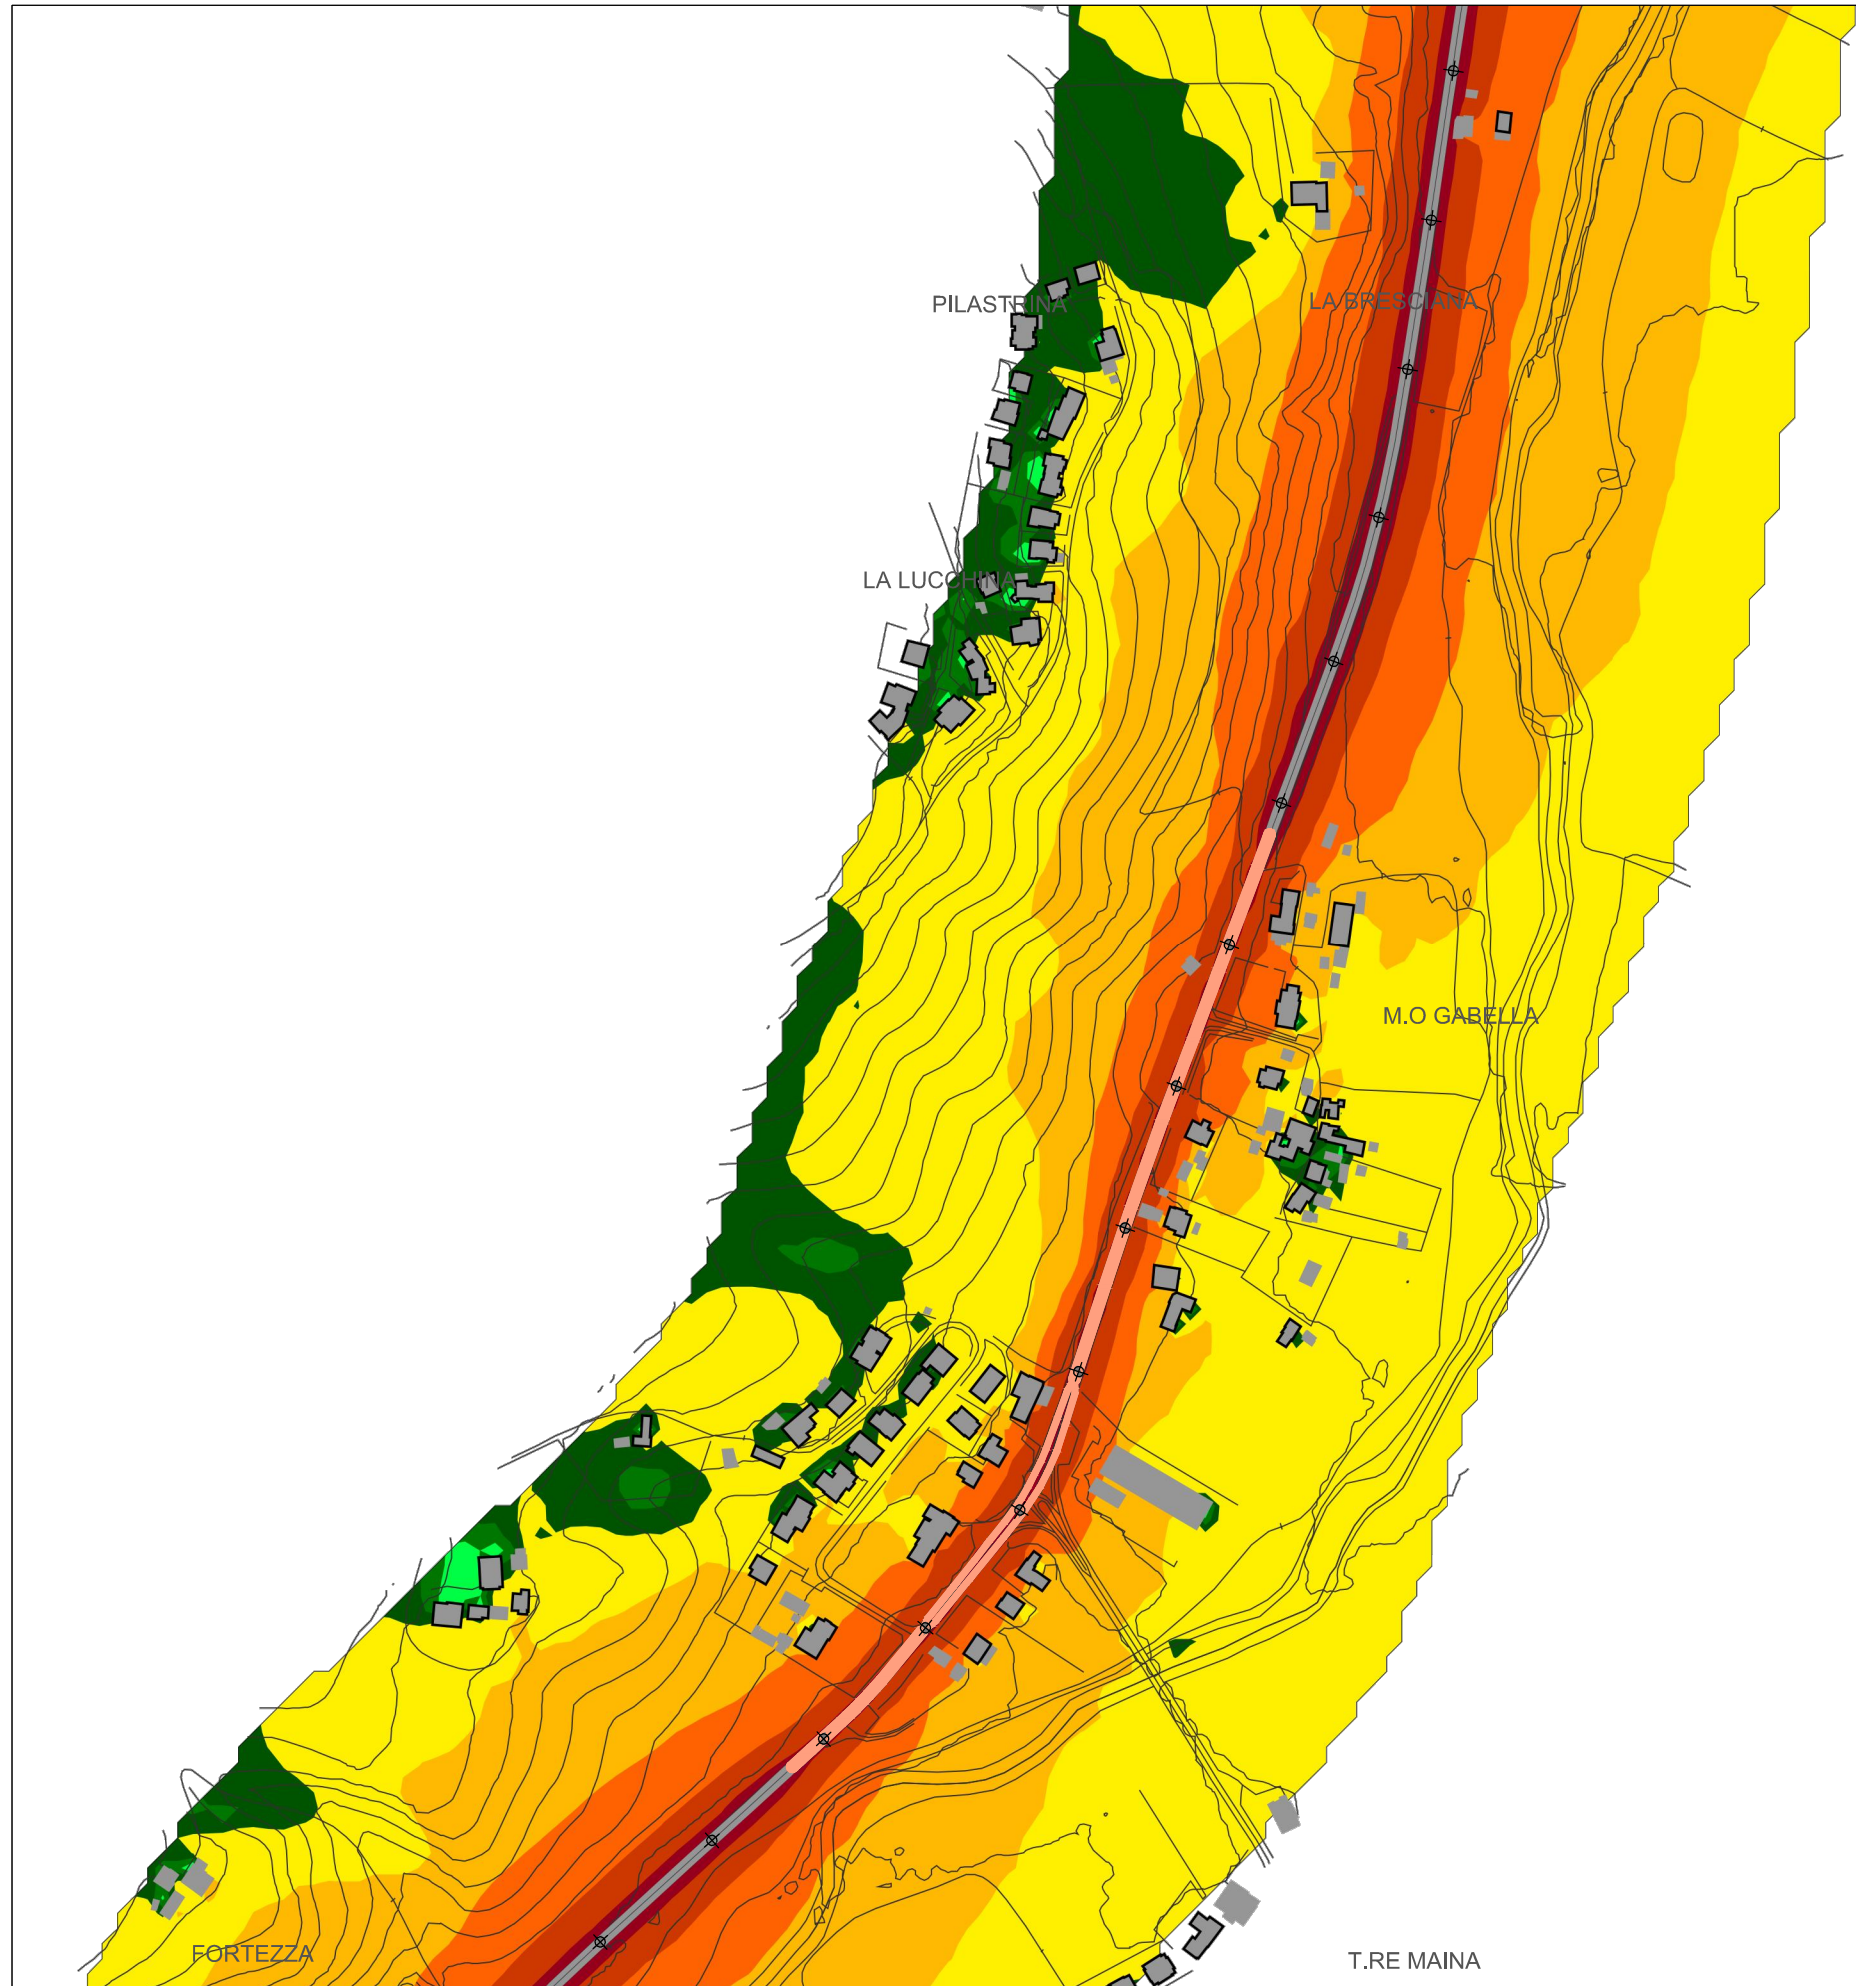 PILASTRINA
LA BRESCIANA
LA LUCCHINA
M.O GABELLA
FORTEZZA
T.RE MAINA